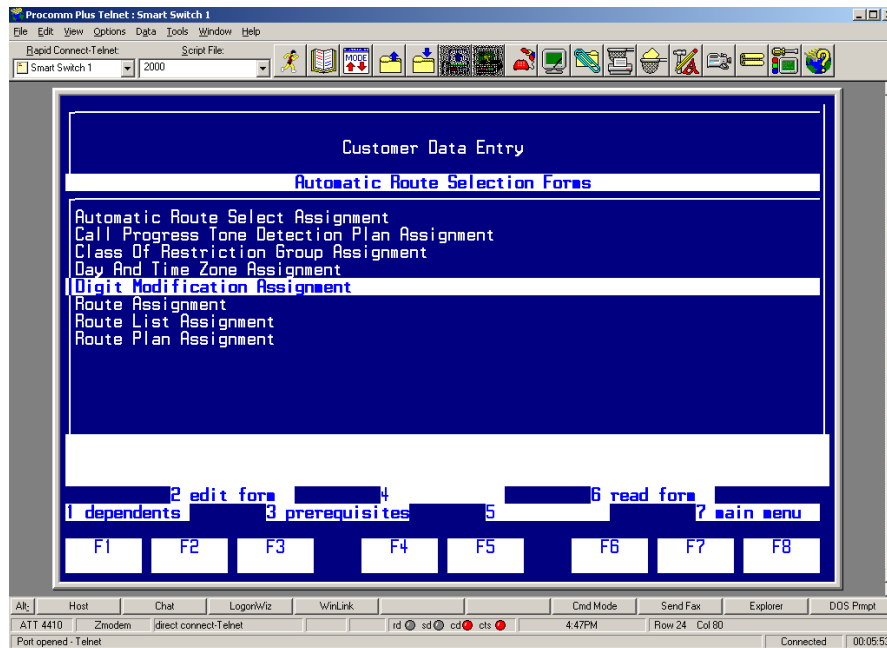 Procomm Plus Telnet : Smart Switch 1
File Edit View Options Data Tools Window Help
Rapid Connect-Telnet: Script File:
Smart Switch 1 2000
MODE
Customer Data Entry
Automatic Route Selection Forms
Automatic Route Select Assignment
Call Progress Tone Detection Plan Assignment
Class Of Restriction Group Assignment
Day And Time Zone Assignment
Digit Modification Assignment
Route Assignment
Route List Assignment
Route Plan Assignment
2 edit form 4 6 read form
1 dependents 3 prerequisites 5 7 main menu
F1 F2 F3 F4 F5 F6 F7 F8
Alt: Host Chat LogonWiz WinLink Cmd Mode Send Fax Explorer DOS Prmpt
ATT 4410 Zmodem direct connect-Telnet rd sd cd cts 4:47PM Row 24 Col 80
Port opened - Telnet Connected 00:05:53